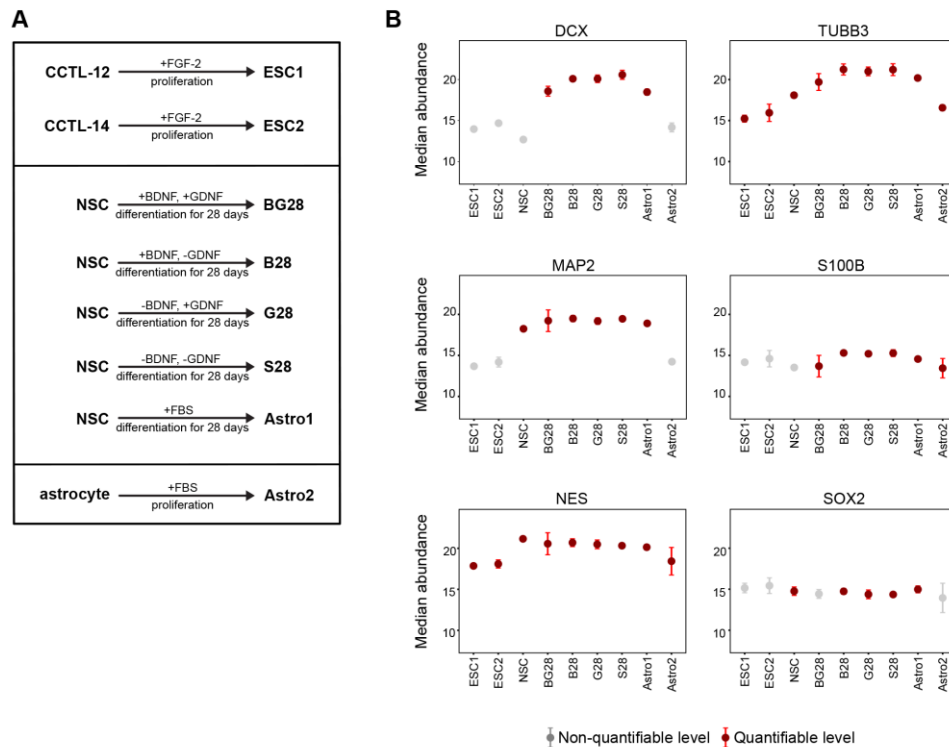 A
CCTL-12 +FGF-2 proliferation ESC1
CCTL-14 +FGF-2 proliferation ESC2
NSC +BDNF, +GDNF differentiation for 28 days BG28
NSC +BDNF, -GDNF differentiation for 28 days B28
NSC -BDNF, +GDNF differentiation for 28 days G28
NSC -BDNF, -GDNF differentiation for 28 days S28
NSC +FBS differentiation for 28 days Astro1
astrocyte +FBS proliferation Astro2
B
DCX
Median abundance
20
15
10
ESC1 ESC2 NSC BG28 B28 G28 S28 Astro1 Astro2
TUBB3
20
15
10
ESC1 ESC2 NSC BG28 B28 G28 S28 Astro1 Astro2
MAP2
Median abundance
20
15
10
ESC1 ESC2 NSC BG28 B28 G28 S28 Astro1 Astro2
S100B
20
15
10
ESC1 ESC2 NSC BG28 B28 G28 S28 Astro1 Astro2
NES
Median abundance
20
15
10
ESC1 ESC2 NSC BG28 B28 G28 S28 Astro1 Astro2
SOX2
20
15
10
ESC1 ESC2 NSC BG28 B28 G28 S28 Astro1 Astro2
Non-quantifiable level Quantifiable level